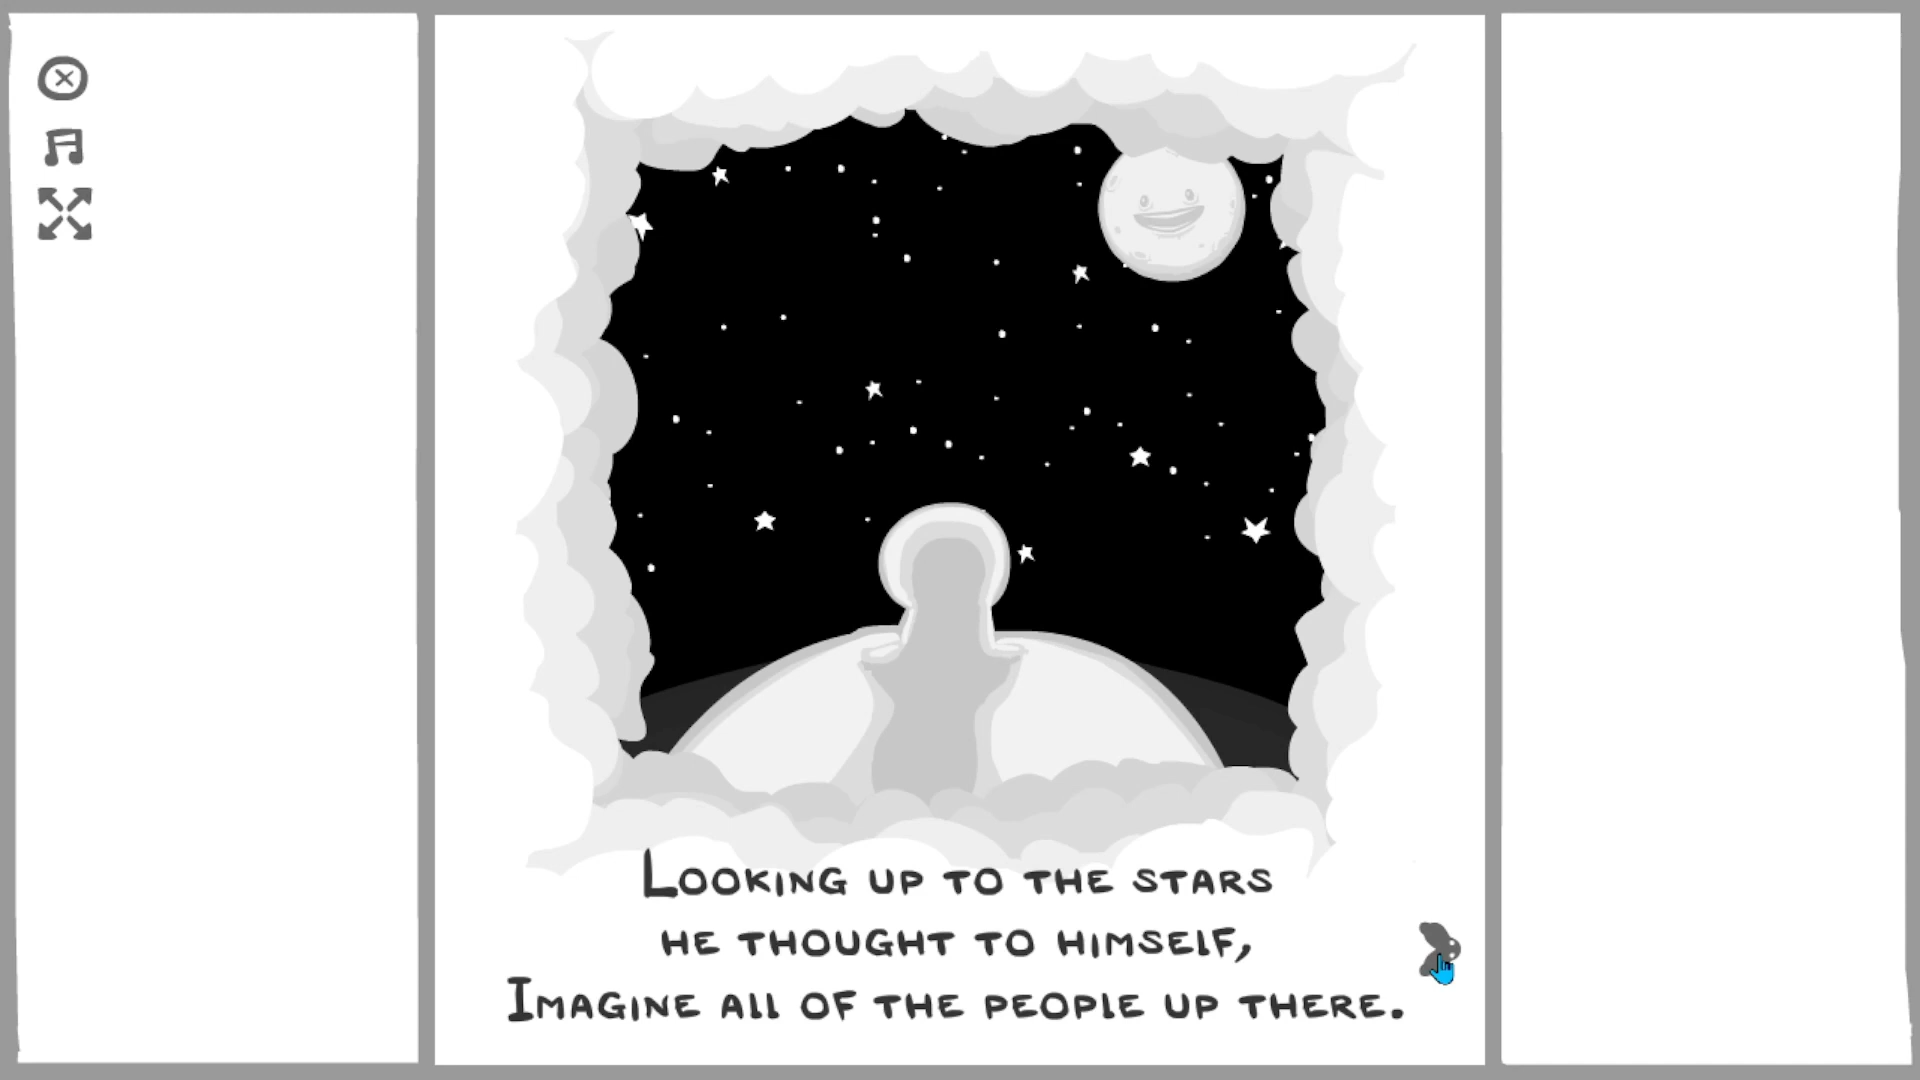 Looking up to the stars
he thought to himself,
Imagine all of the people up there.